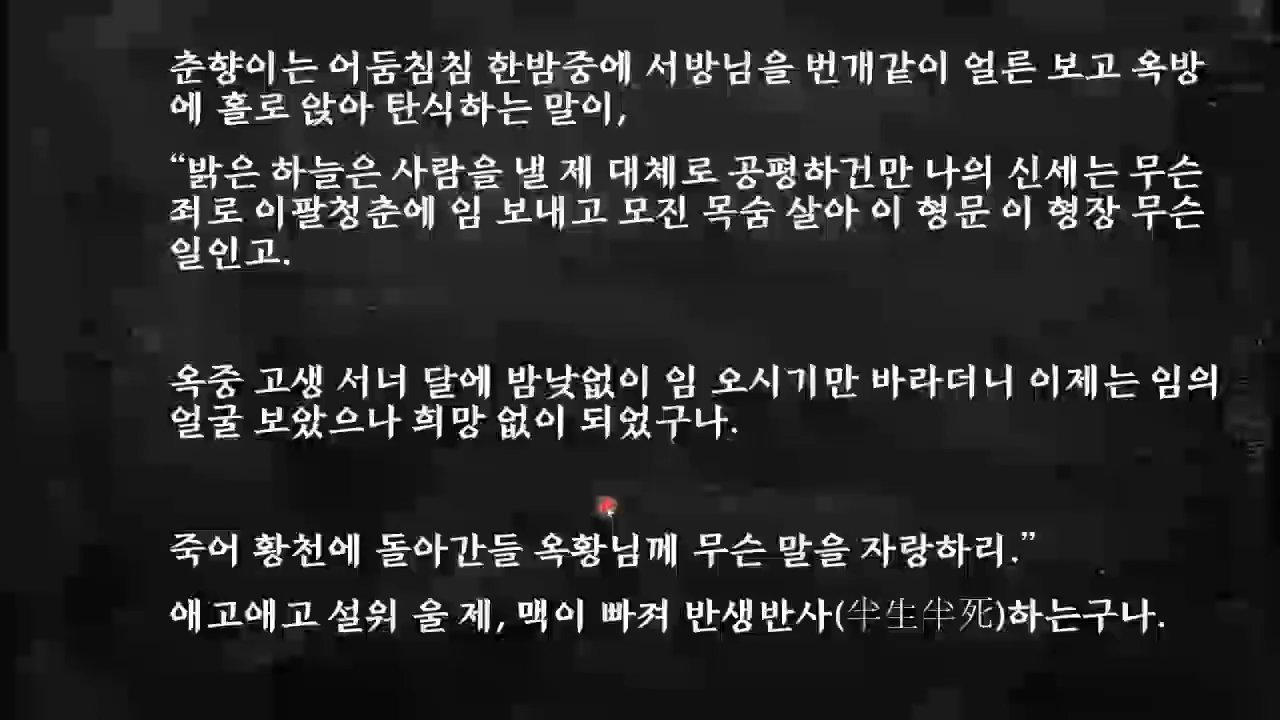 춘향이는 어둠침침 한밤중에 서방님을 번개같이 얼른 보고 옥방
에 홀로 앉아 탄식하는 말이,
“밝은 하늘은 사람을 낼 제 대체로 공평하건만 나의 신세는 무슨
죄로 이팔청춘에 임 보내고 모진 목숨 살아 이 형문 이 형장 무슨
일인고.
옥중 고생 서너 달에 밤낮없이 임 오시기만 바라더니 이제는 임의
얼굴 보았으나 희망 없이 되었구나.
죽어 황천에 돌아간들 옥황님께 무슨 말을 자랑하리.”
애고애고 설워 울 제, 맥이 빠져 반생반사(半生半死)하는구나.